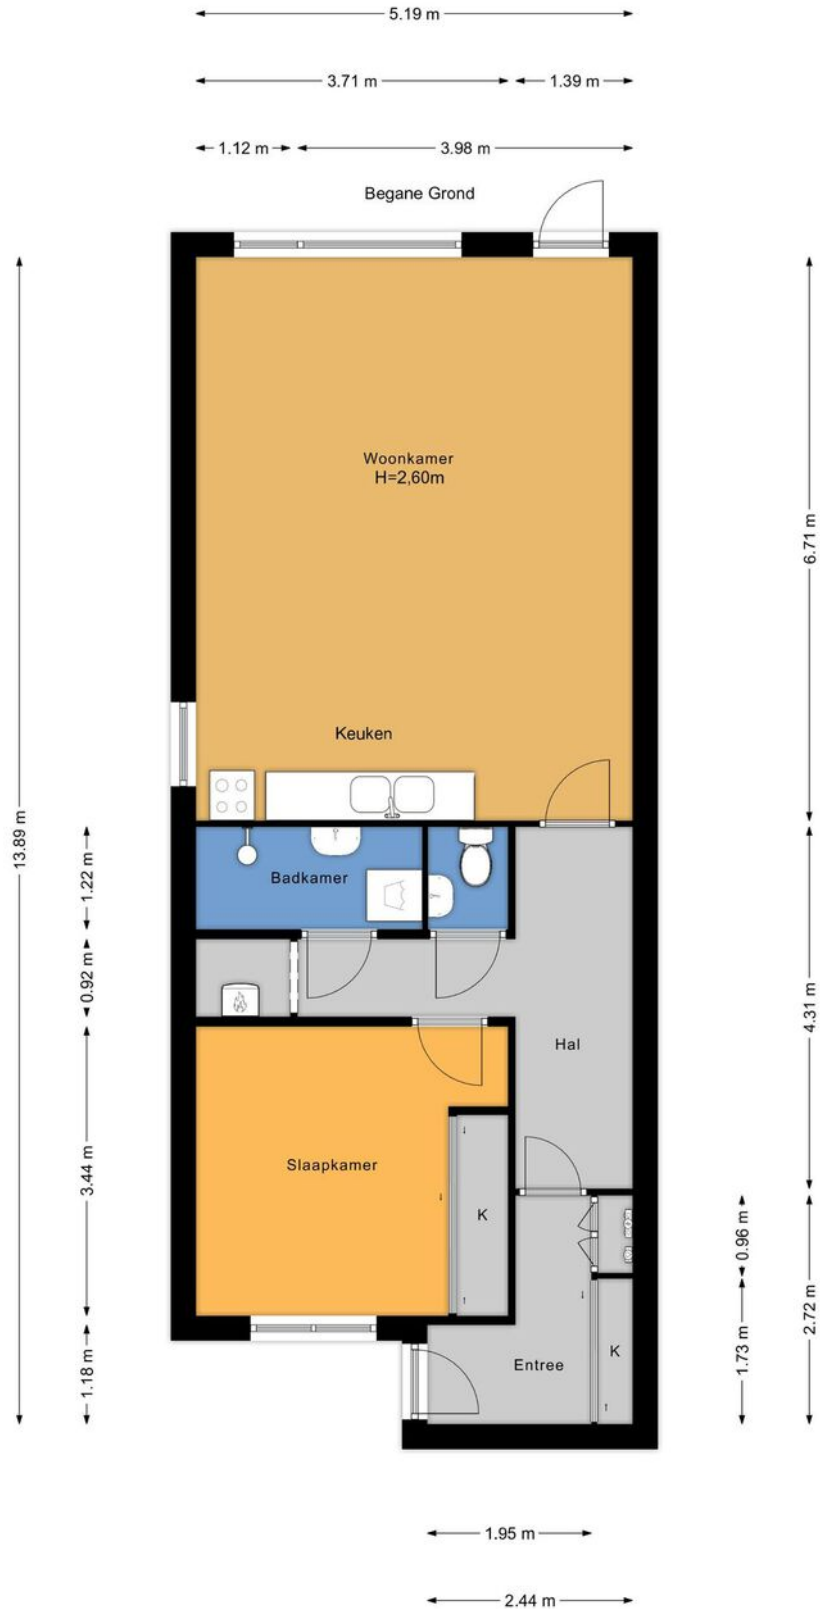 5.19 m
3.71 m
1.39 m
1.12 m
3.98 m
Begane Grond
Woonkamer
H=2,60m
6.71 m
Keuken
13.89 m
1.22 m
Badkamer
0.92 m
4.31 m
Hal
3.44 m
Slaapkamer
K
0.96 m
2.72 m
1.73 m
1.18 m
Entree
K
1.95 m
2.44 m